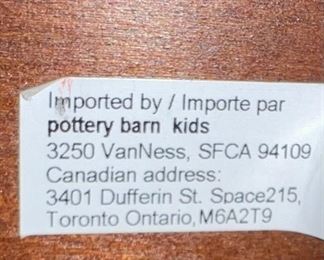 Imported by / Importe par
pottery barn kids
3250 VanNess, SFCA 94109
Canadian address:
3401 Dufferin St. Space215,
Toronto Ontario, M6A2T9